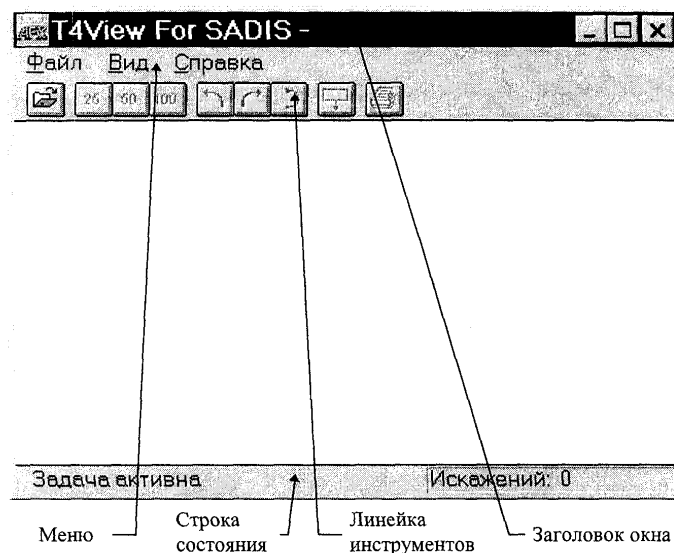 T4View For SADIS -
Файл Вид Справка
25 50 100
Задача активна Искажений: 0
Меню Строка состояния Линейка инструментов Заголовок окна